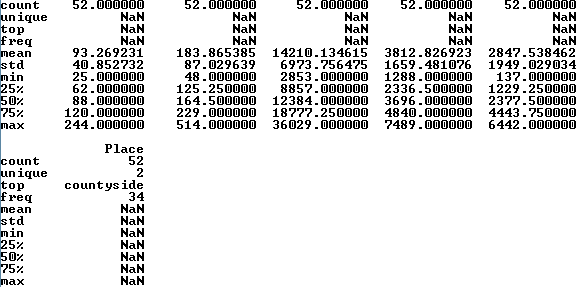 count 52.000000 52.000000 52.000000 52.000000 52.000000
unique NaN NaN NaN NaN NaN
top NaN NaN NaN NaN NaN
freq NaN NaN NaN NaN NaN
mean 93.269231 183.865385 14210.134615 3812.826923 2847.538462
std 40.852732 87.029639 6973.756475 1659.481076 1949.029034
min 25.000000 48.000000 2853.000000 1288.000000 137.000000
25% 62.000000 125.250000 8857.000000 2336.500000 1229.250000
50% 88.000000 164.500000 12384.000000 3696.000000 2377.500000
75% 120.000000 229.000000 18777.250000 4840.000000 4443.750000
max 244.000000 514.000000 36029.000000 7489.000000 6442.000000
Place
count 52
unique 2
top countyside
freq 34
mean NaN
std NaN
min NaN
25% NaN
50% NaN
75% NaN
max NaN